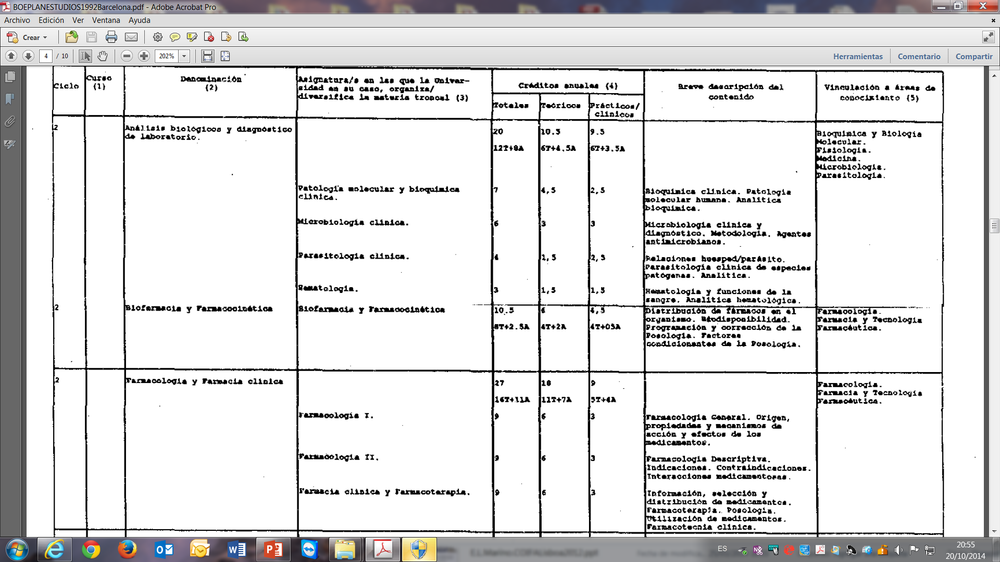 BOEPLANESTUDIOS1992Barcelona.pdf - Adobe Acrobat Pro
Archivo Edición Ver Ventana Ayuda
Crear
4 / 10 202% Herramientas Comentario Compartir
Ciclo
Curso
(1)
Denominación
(2)
Asignatura/s en las que la Univer-
sidad en su caso, organiza/
diversifica la materia troncal (3)
Créditos anuales (4)
Totales Teóricos Prácticos/
clínicos
Breve descripción del
contenido
Vinculación a áreas de
conocimiento (5)
2
Análisis biológicos y diagnóstico
de laboratorio.
20 10.5 9.5
12T+8A 6T+4.5A 6T+3.5A
Bioquímica y Biología
Molecular.
Fisiología.
Medicina.
Microbiología.
Parasitología.
Patología molecular y bioquímica
clínica.
7 4,5 2,5
Bioquímica clínica. Patología
molecular humana. Analítica
bioquímica.
Microbiología clínica.
6 3 3
Microbiología clínica y
diagnóstico. Metodología. Agentes
antimicrobianos.
Parasitología clínica.
4 1,5 2,5
Relaciones huesped/parásito.
Parasitología clínica de especies
patógenas. Analítica.
Hematología.
3 1,5 1,5
Hematología y funciones de la
sangre. Analítica hematológica.
2
Biofarmacia y Farmacocinética
Biofarmacia y Farmacocinética
10.5 6 4,5
8T+2.5A 4T+2A 4T+05A
Distribución de fármacos en el
organismo. Biodisponibilidad.
Programación y corrección de la
Posología. Factores
condicionantes de la Posología.
Farmacología.
Farmacia y Tecnología
Farmacéutica.
2
Farmacología y Farmacia clínica
27 18 9
16T+11A 11T+7A 5T+4A
Farmacología.
Farmacia y Tecnología
Farmacéutica.
Farmacología I.
9 6 3
Farmacología General. Origen,
propiedades y mecanismos de
acción y efectos de los
medicamentos.
Farmacología II.
9 6 3
Farmacología Descriptiva.
Indicaciones. Contraindicaciones.
Interacciones medicamentosas.
Farmacia clínica y Farmacoterapia.
9 6 3
Información, selección y
distribución de medicamentos.
Farmacoterapia. Posología.
Utilización de medicamentos.
Farmacotecnia clínica.
ES
20:55
20/10/2014